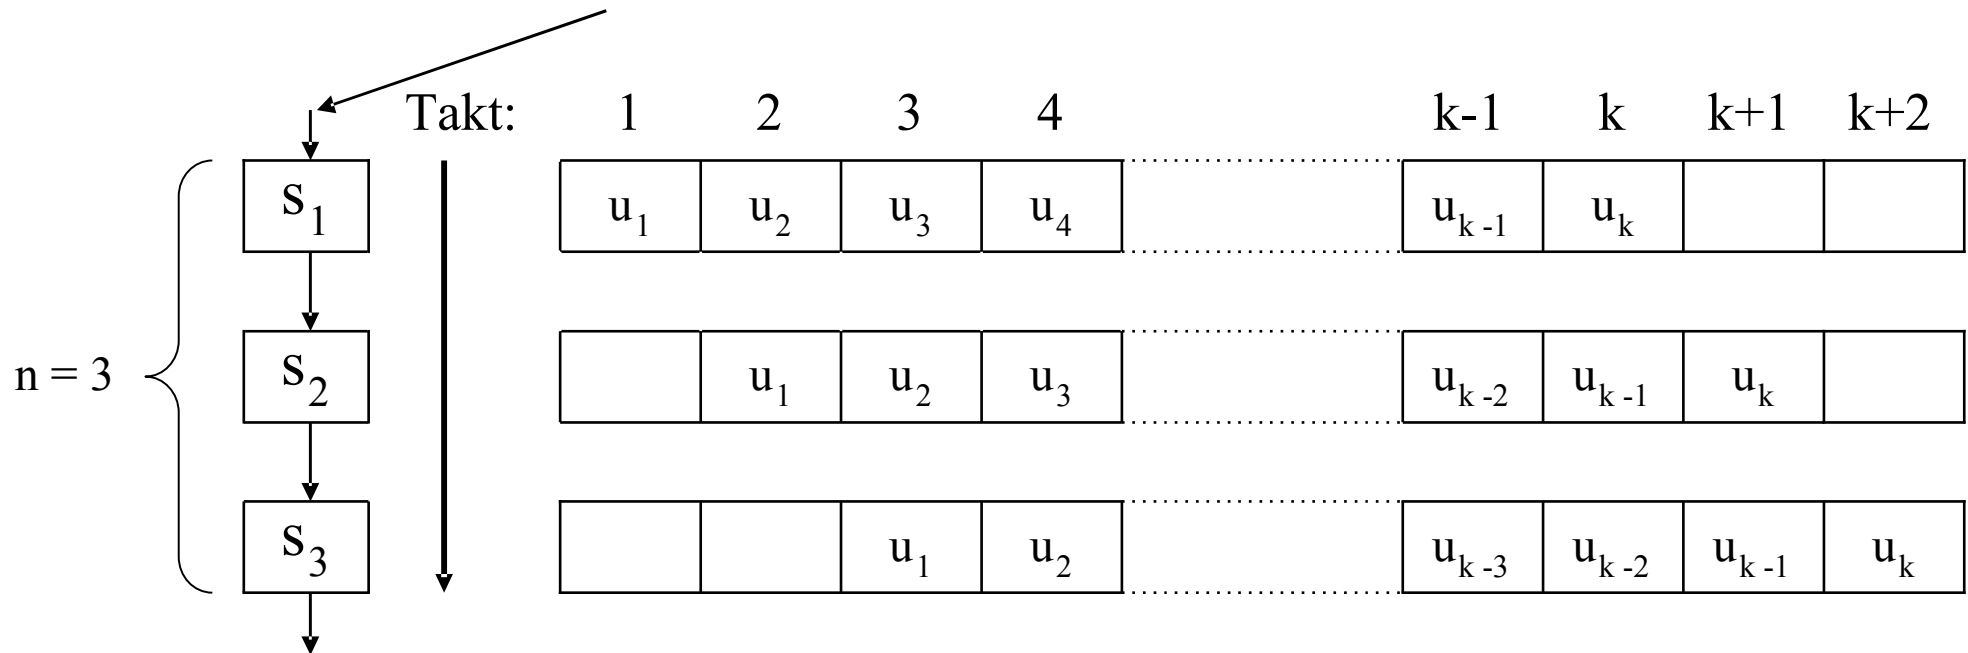 Takt: 1 2 3 4 k-1 k k+1 k+2
s₁ u₁ u₂ u₃ u₄ uₖ₋₁ uₖ
n = 3 s₂ u₁ u₂ u₃ uₖ₋₂ uₖ₋₁ uₖ
s₃ u₁ u₂ uₖ₋₃ uₖ₋₂ uₖ₋₁ uₖ